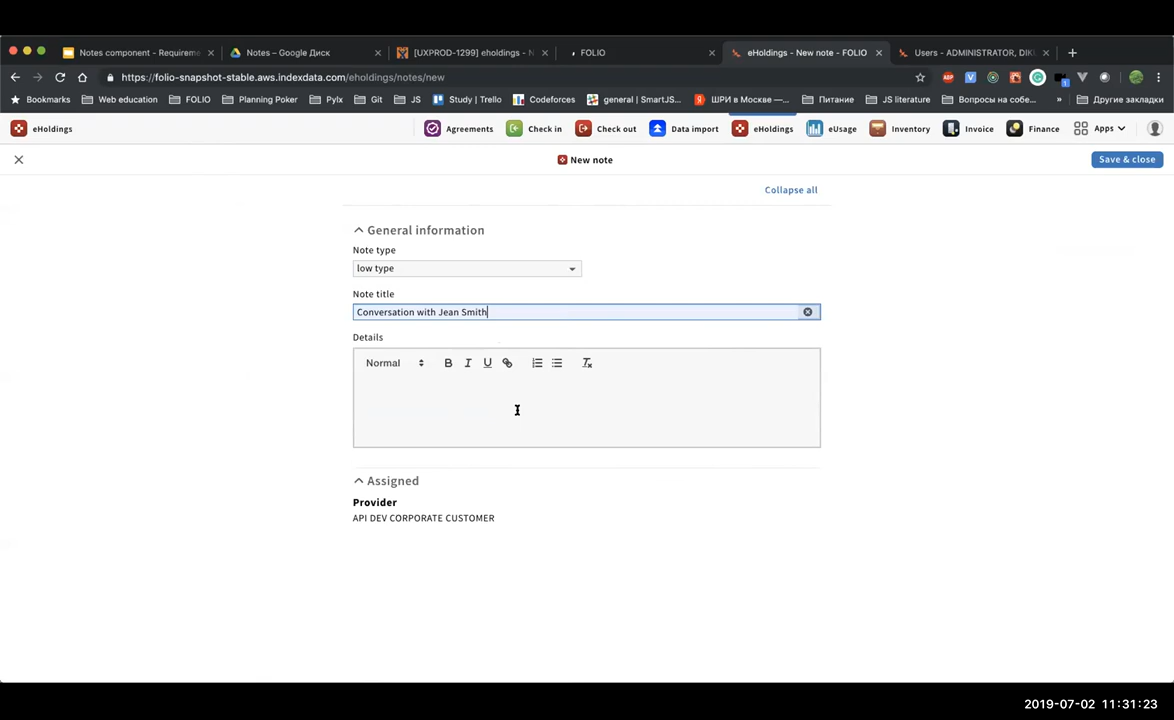 Notes component - Requirem
Notes – Google Диск
[UXPROD-1299] eholdings - N
FOLIO
eHoldings - New note - FOLIO
Users - ADMINISTRATOR, DIK
https://folio-snapshot-stable.aws.indexdata.com/eholdings/notes/new
Bookmarks Web education FOLIO Planning Poker Pylx Git JS Study | Trello Codeforces general | SmartJS... ШРИ в Москве —... Питание JS literature Вопросы на собе... » Другие закладки
eHoldings Agreements Check in Check out Data import eHoldings eUsage Inventory Invoice Finance Apps
New note Save & close
Collapse all
General information
Note type
low type
Note title
Conversation with Jean Smith
Details
Normal B I U
Assigned
Provider
API DEV CORPORATE CUSTOMER
2019-07-02 11:31:23